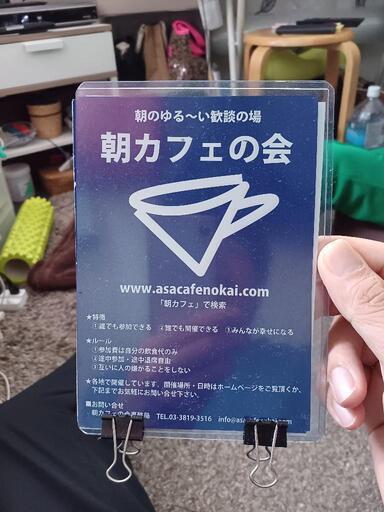 朝のゆる～い歓談の場
朝カフェの会
www.asacafenokai.com
「朝カフェ」で検索
★特徴
①誰でも参加できる ②誰でも開催できる ③みんなが幸せになる
★ルール
①参加費は自分の飲食代のみ
②途中参加・途中退席自由
③互いに人の嫌がることをしない
★各地で開催しています。開催場所・日時はホームページをご覧頂くか、
下記までお気軽にお問い合せ下さい。
■お問い合せ
朝カフェの会事務局 TEL.03-3819-3516